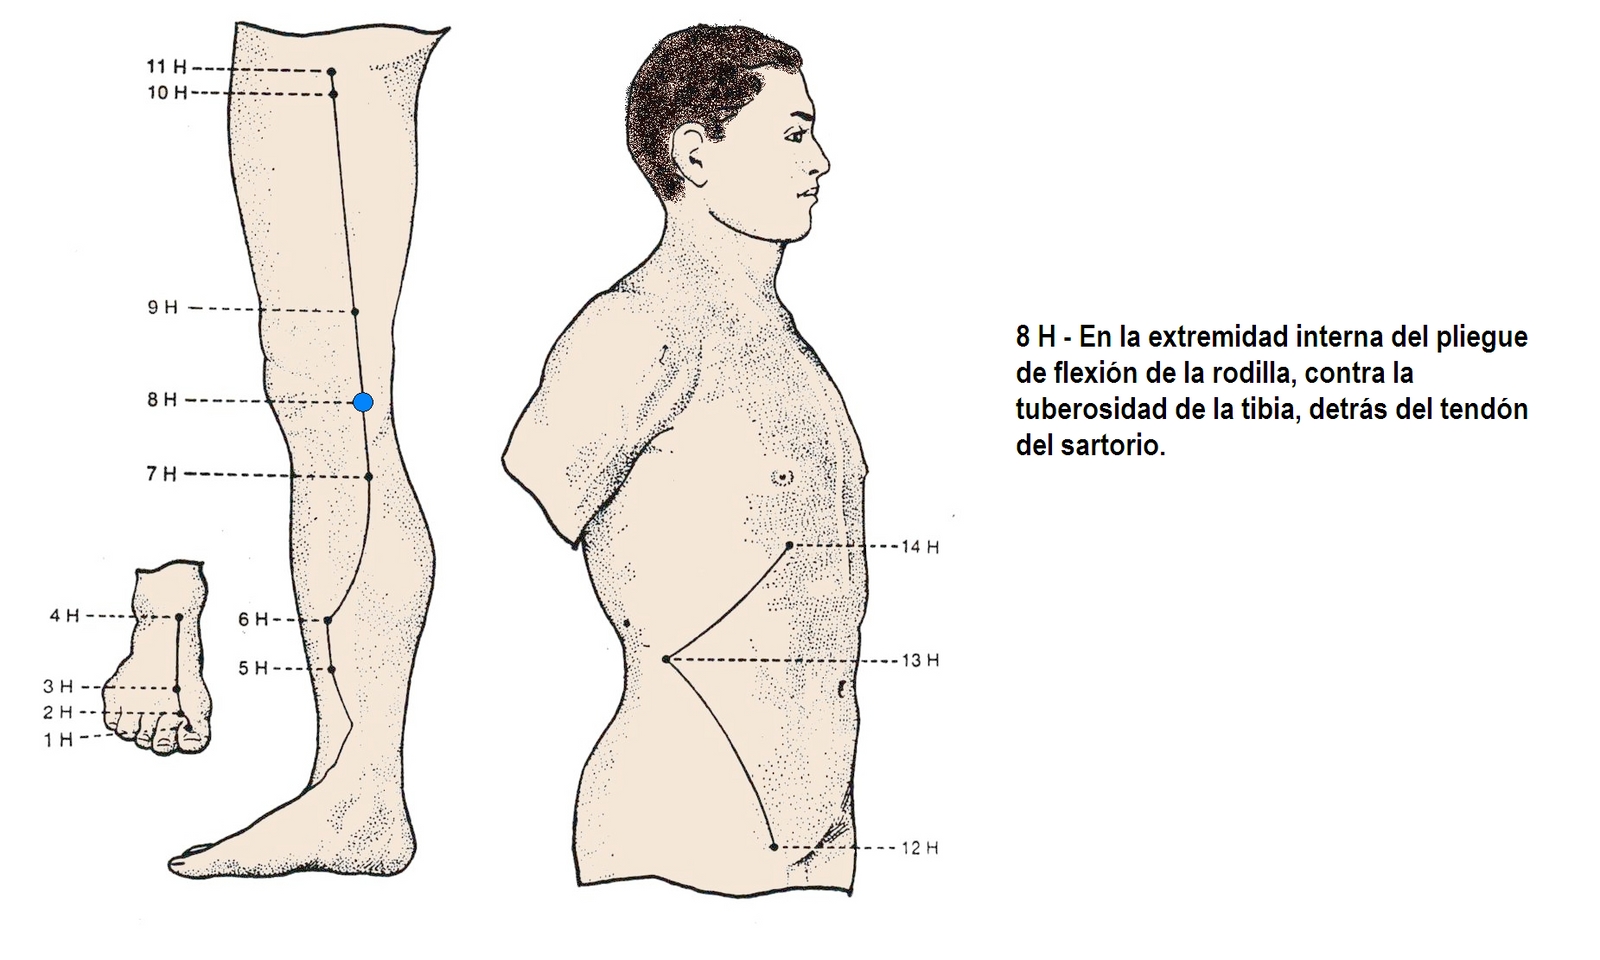 11 H
10 H
9 H
8 H
7 H
6 H
5 H
4 H
3 H
2 H
1 H
14 H
13 H
12 H
8 H - En la extremidad interna del pliegue
de flexión de la rodilla, contra la
tuberosidad de la tibia, detrás del tendón
del sartorio.